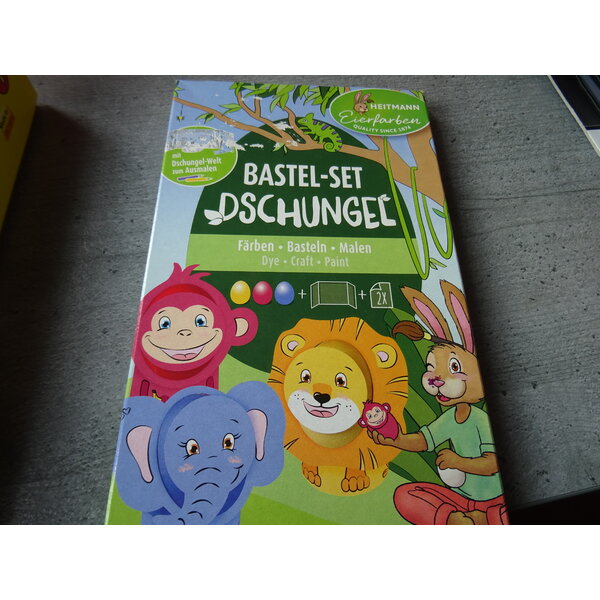 HEITMANN
Eierfarben
QUALITY SINCE 1873
mit
Dschungel-Welt
zum Ausmalen
BASTEL-SET
DSCHUNGEL
Färben • Basteln • Malen
Dye • Craft • Paint
+ + 2X